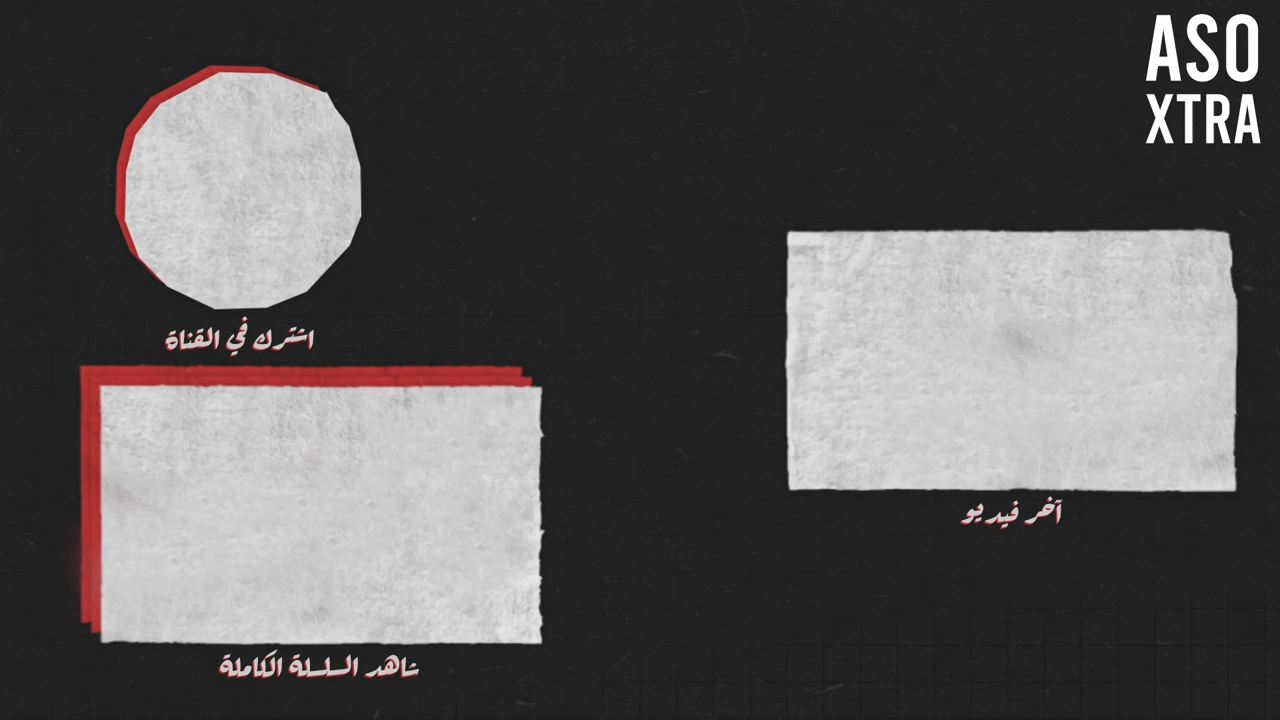 ASO
XTRA
اشترك في القناة
آخر فيديو
شاهد السلسلة الكاملة